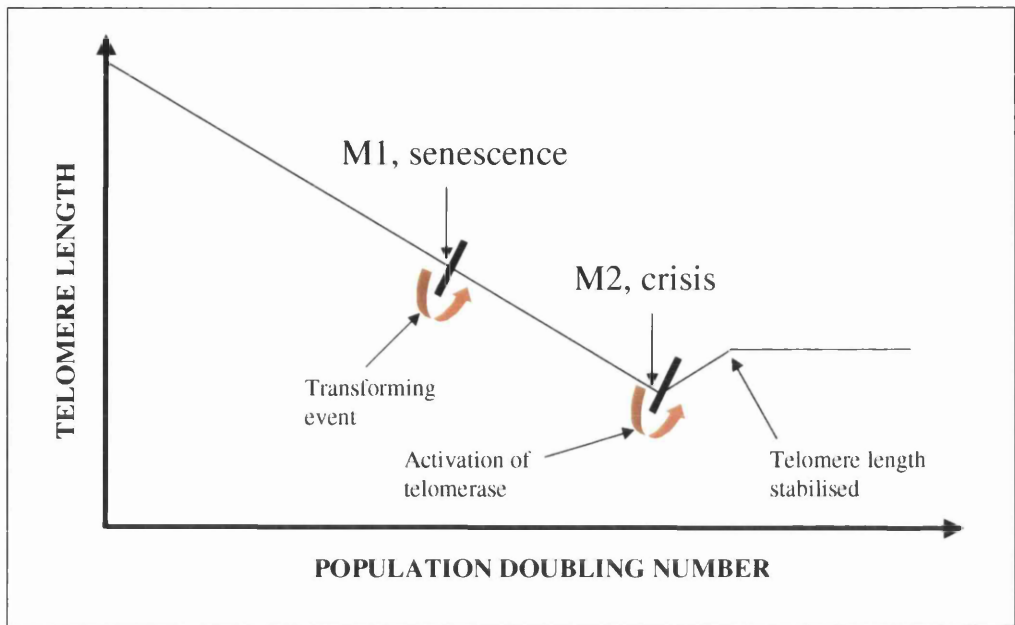 TELOMERE LENGTH
M1, senescence
M2, crisis
Transforming
event
Activation of
telomerase
Telomere length
stabilised
POPULATION DOUBLING NUMBER